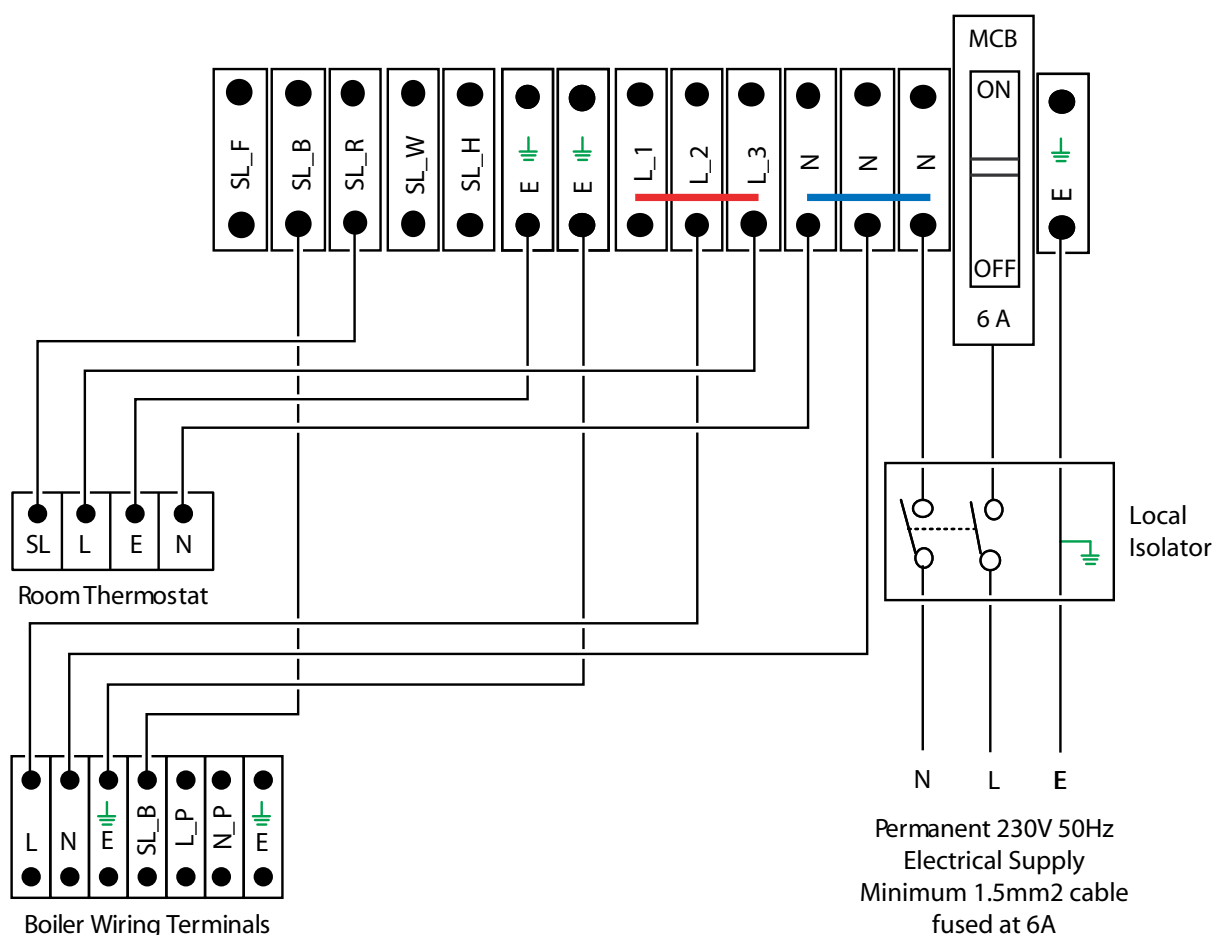 MCB
ON
OFF
6 A
SL_F
SL_B
SL_R
SL_W
SL_H
E
E
L_1
L_2
L_3
N
N
N
E
SL
L
E
N
Room Thermostat
Local
Isolator
L
N
E
SL_B
L_P
N_P
E
Boiler Wiring Terminals
N
L
E
Permanent 230V 50Hz
Electrical Supply
Minimum 1.5mm2 cable
fused at 6A